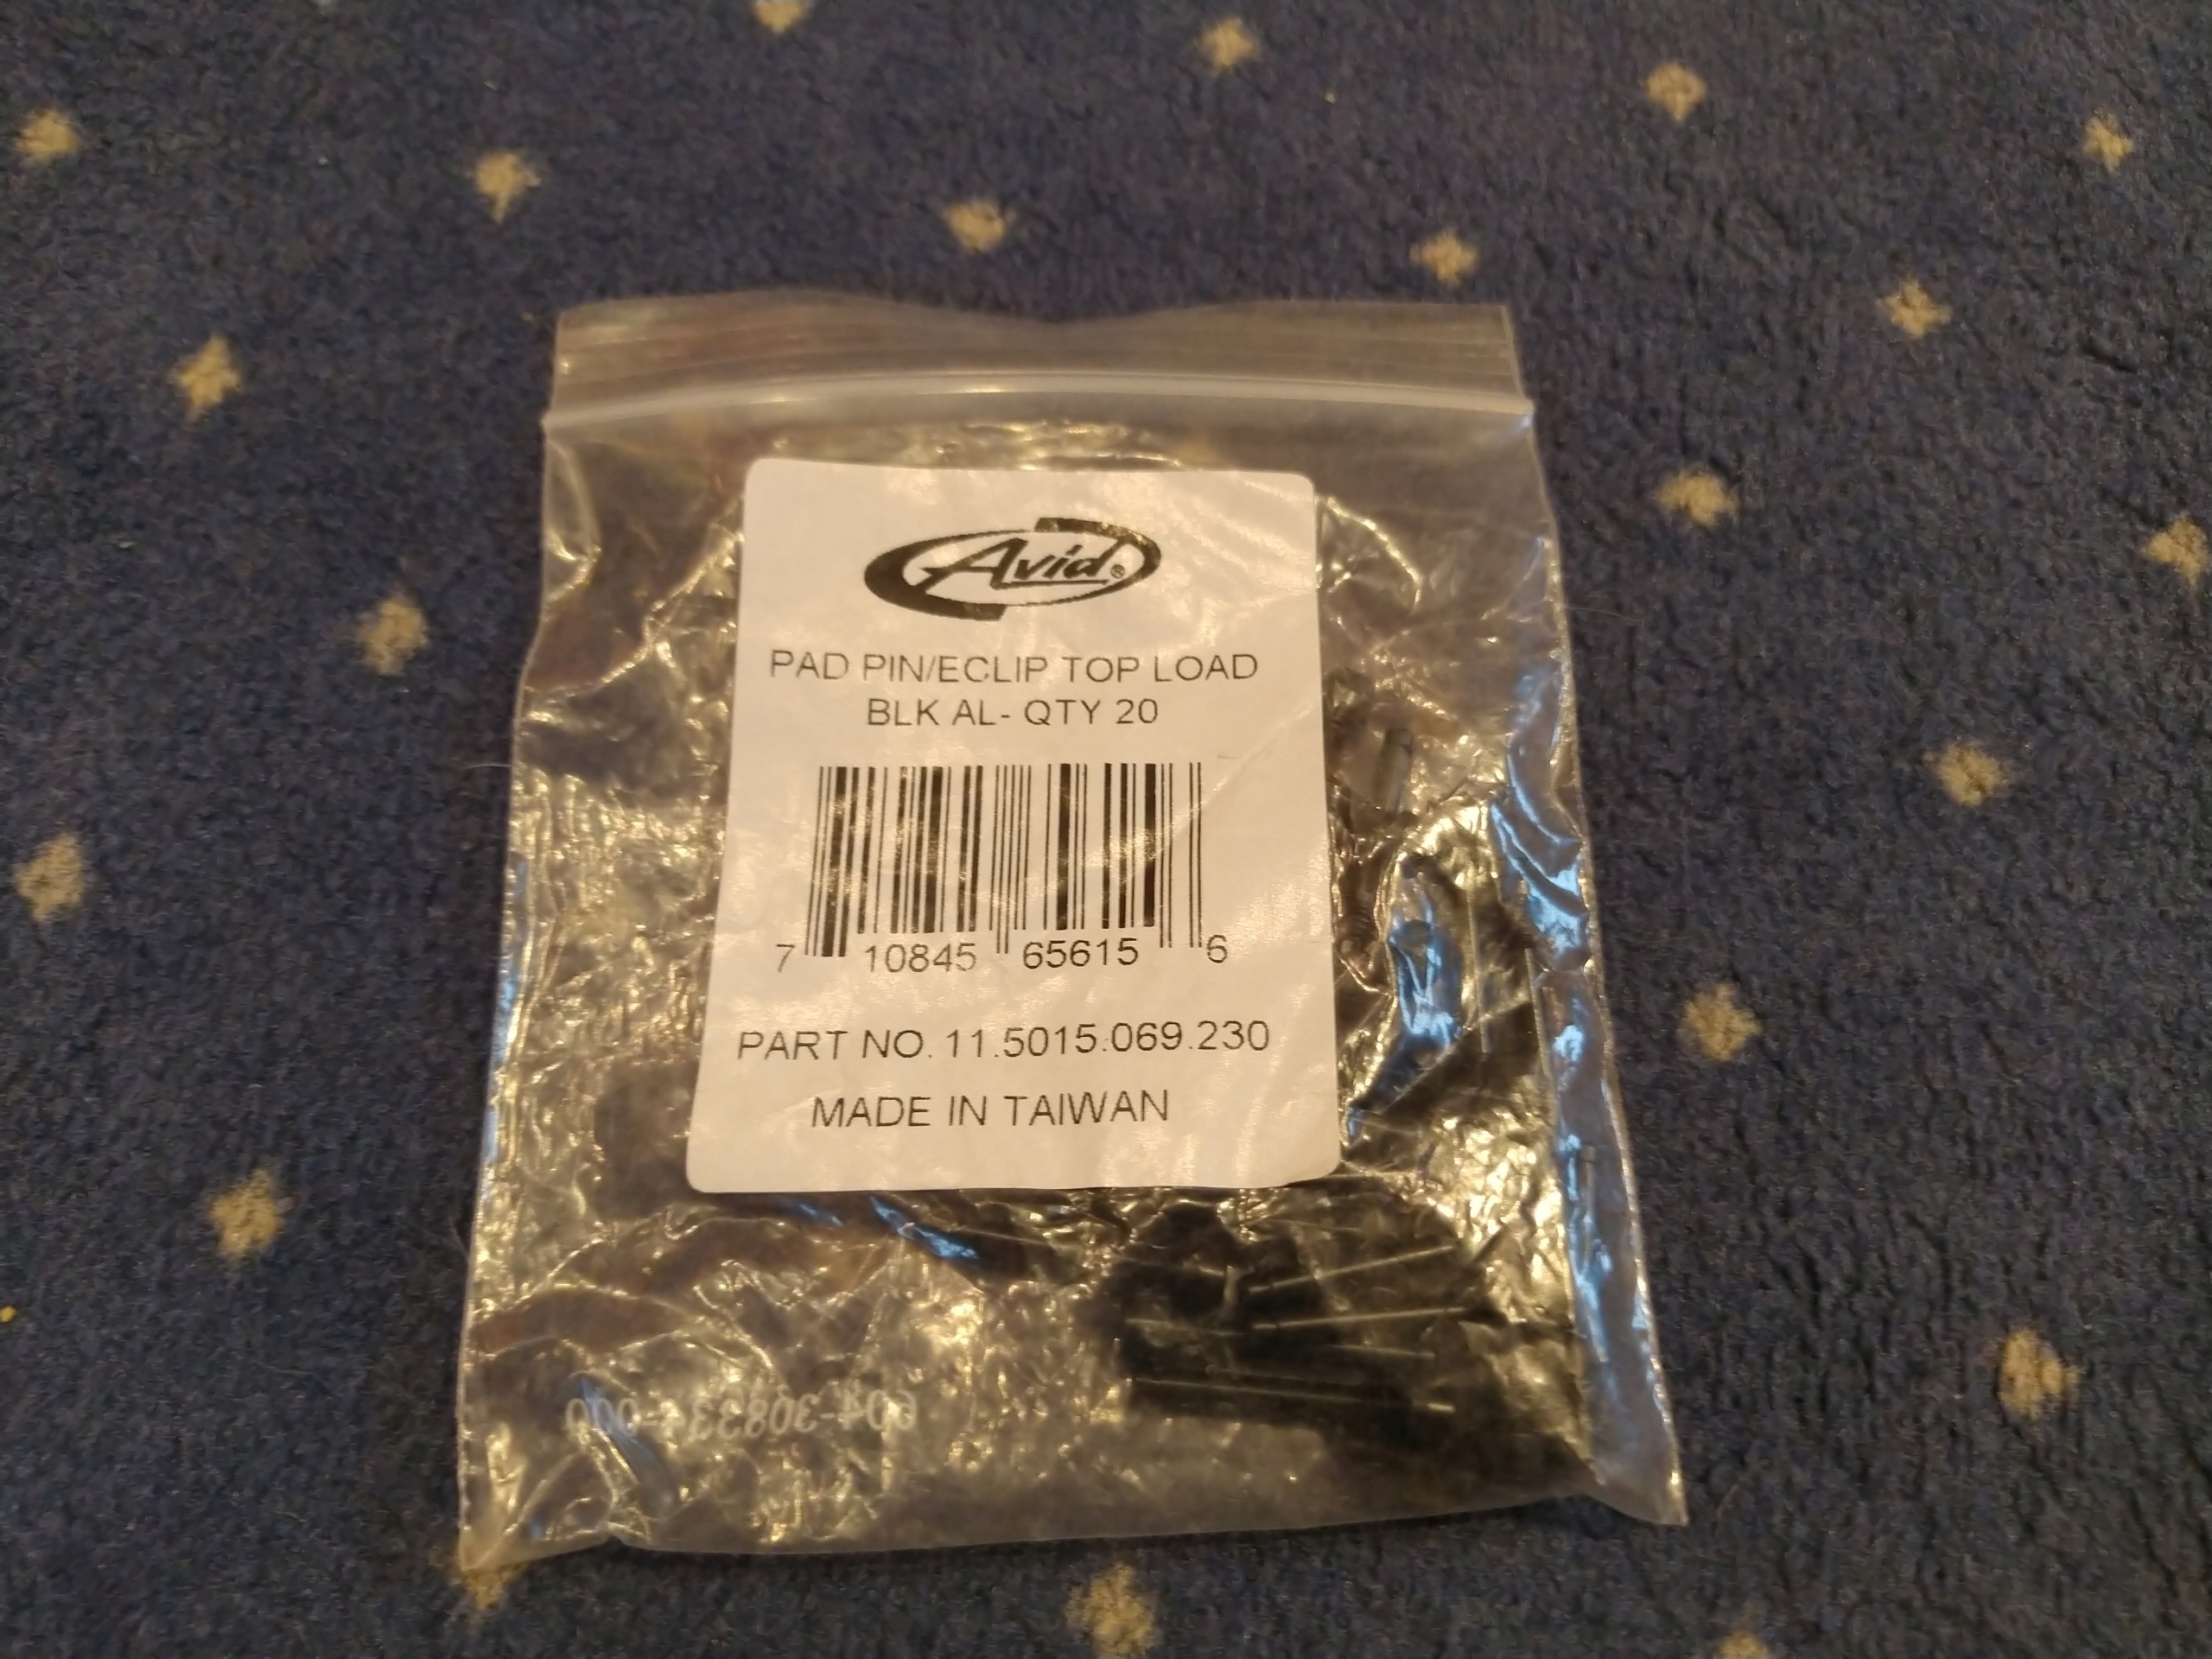 Avid®
PAD PIN/ECLIP TOP LOAD
BLK AL- QTY 20
7 10845 65615 6
PART NO. 11.5015.069.230
MADE IN TAIWAN